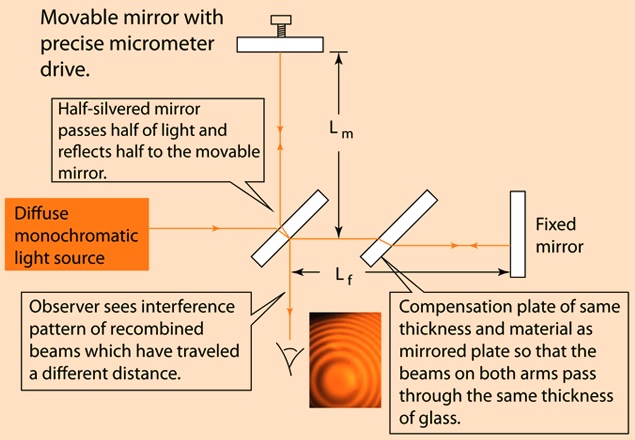 Movable mirror with
precise micrometer
drive.
Half-silvered mirror
passes half of light and
reflects half to the movable
mirror.
Lm
Diffuse
monochromatic
light source
Fixed
mirror
Lf
Observer sees interference
pattern of recombined
beams which have traveled
a different distance.
Compensation plate of same
thickness and material as
mirrored plate so that the
beams on both arms pass
through the same thickness
of glass.